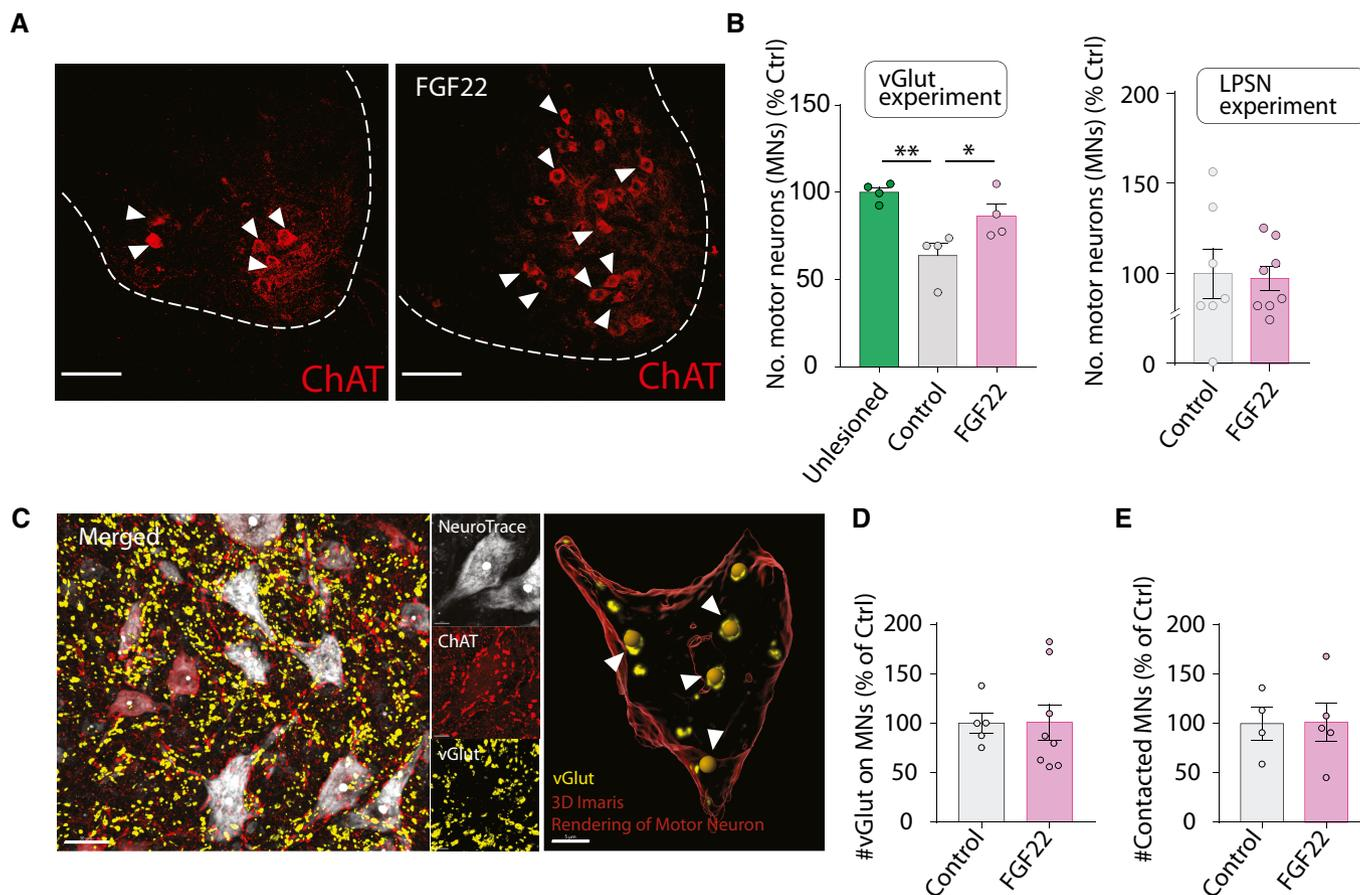 A
FGF22
ChAT
ChAT
B
No. motor neurons (MNs) (% Ctrl)
150
100
50
0
vGlut
experiment
**
*
Unlesioned
Control
FGF22
No. motor neurons (MNs) (% Ctrl)
200
150
100
0
LPSN
experiment
Control
FGF22
C
Merged
NeuroTrace
ChAT
vGlut
vGlut
3D Imaris
Rendering of Motor Neuron
5 µm
D
#vGlut on MNs (% of Ctrl)
200
150
100
50
0
Control
FGF22
E
#Contacted MNs (% of Ctrl)
200
150
100
50
0
Control
FGF22